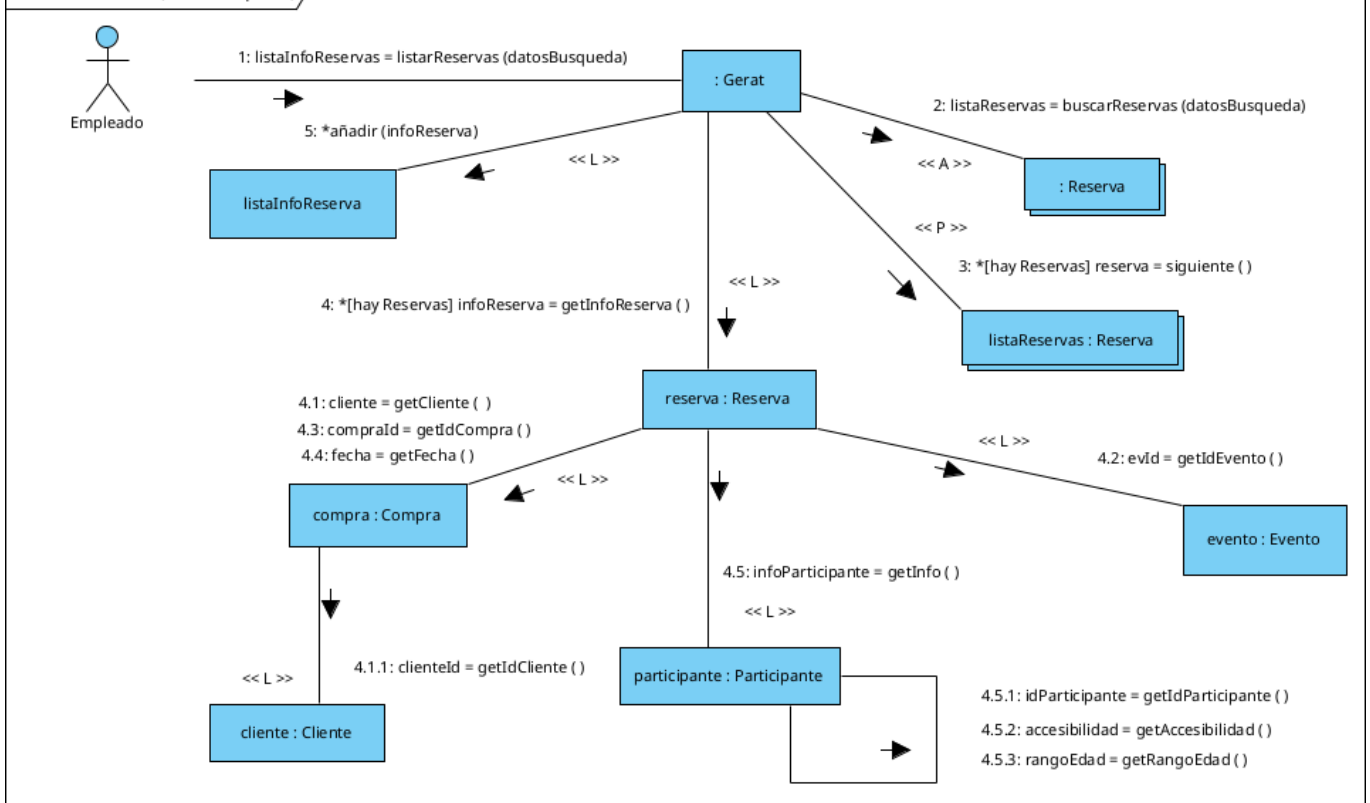 1: listaInfoReservas = listarReservas (datosBusqueda)
: Gerat
Empleado
2: listaReservas = buscarReservas (datosBusqueda)
5: *añadir (infoReserva)
<< L >>
<< A >>
: Reserva
listaInfoReserva
<< P >>
3: *[hay Reservas] reserva = siguiente ( )
<< L >>
4: *[hay Reservas] infoReserva = getInfoReserva ( )
listaReservas : Reserva
reserva : Reserva
4.1: cliente = getCliente (  )
4.3: compraId = getIdCompra ( )
4.4: fecha = getFecha ( )
<< L >>
4.2: evId = getIdEvento ( )
<< L >>
compra : Compra
evento : Evento
4.5: infoParticipante = getInfo ( )
<< L >>
4.1.1: clienteId = getIdCliente ( )
<< L >>
participante : Participante
cliente : Cliente
4.5.1: idParticipante = getIdParticipante ( )
4.5.2: accesibilidad = getAccesibilidad ( )
4.5.3: rangoEdad = getRangoEdad ( )